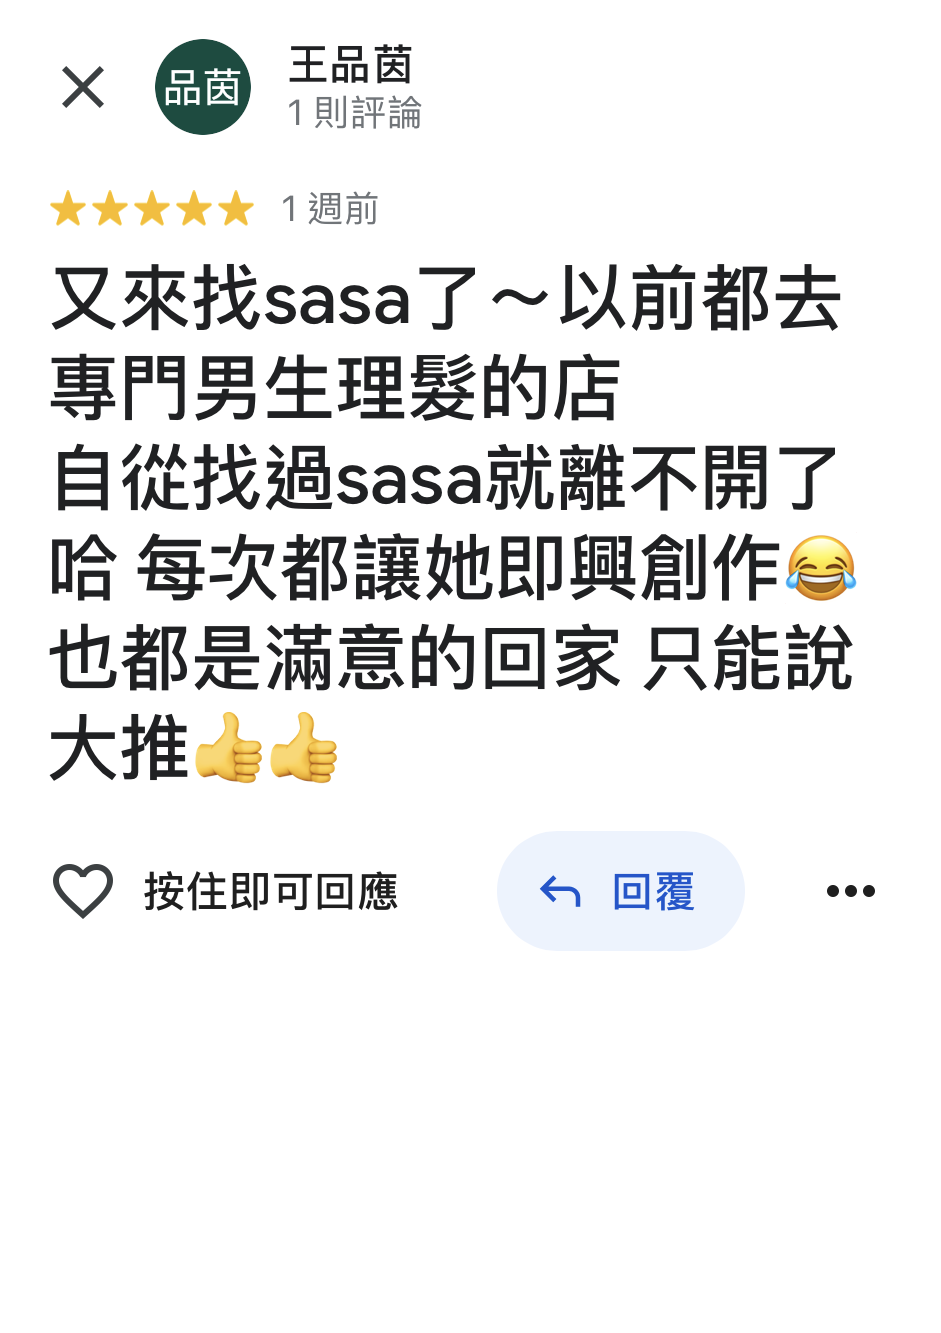 品茵
王品茵
1 則評論
1 週前
又來找sasa了～以前都去
專門男生理髮的店
自從找過sasa就離不開了
哈 每次都讓她即興創作😂
也都是滿意的回家 只能說
大推👍👍
按住即可回應
回覆